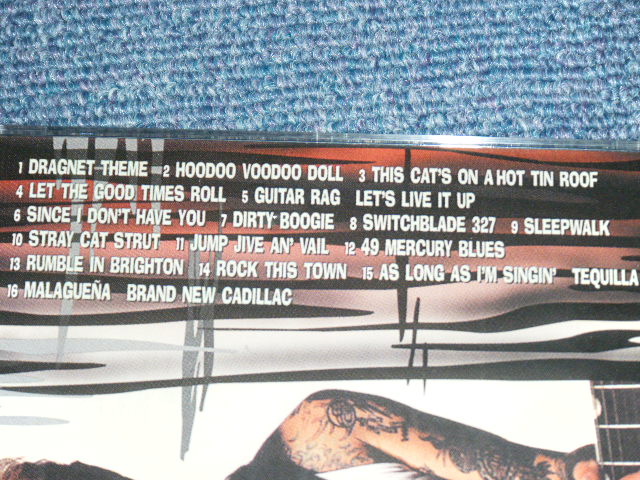 1 DRAGNET THEME 2 HOODOO VOODOO DOLL 3 THIS CAT'S ON A HOT TIN ROOF
4 LET THE GOOD TIMES ROLL 5 GUITAR RAG LET'S LIVE IT UP
6 SINCE I DON'T HAVE YOU 7 DIRTY BOOGIE 8 SWITCHBLADE 327 9 SLEEPWALK
10 STRAY CAT STRUT 11 JUMP JIVE AN' VAIL 12 49 MERCURY BLUES
13 RUMBLE IN BRIGHTON 14 ROCK THIS TOWN 15 AS LONG AS I'M SINGIN' TEQUILLA
16 MALAGUEÑA BRAND NEW CADILLAC